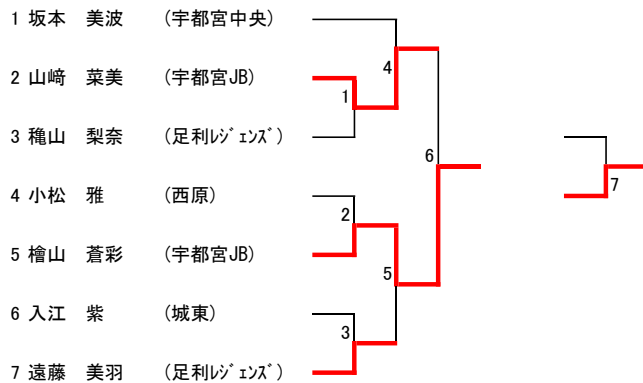 1 坂本 美波 (宇都宮中央)
4
2 山﨑 菜美 (宇都宮JB)
1
3 穐山 梨奈 (足利ﾚｼﾞｪﾝｽﾞ)
6
7
4 小松 雅 (西原)
2
5 檜山 蒼彩 (宇都宮JB)
5
6 入江 紫 (城東)
3
7 遠藤 美羽 (足利ﾚｼﾞｪﾝｽﾞ)